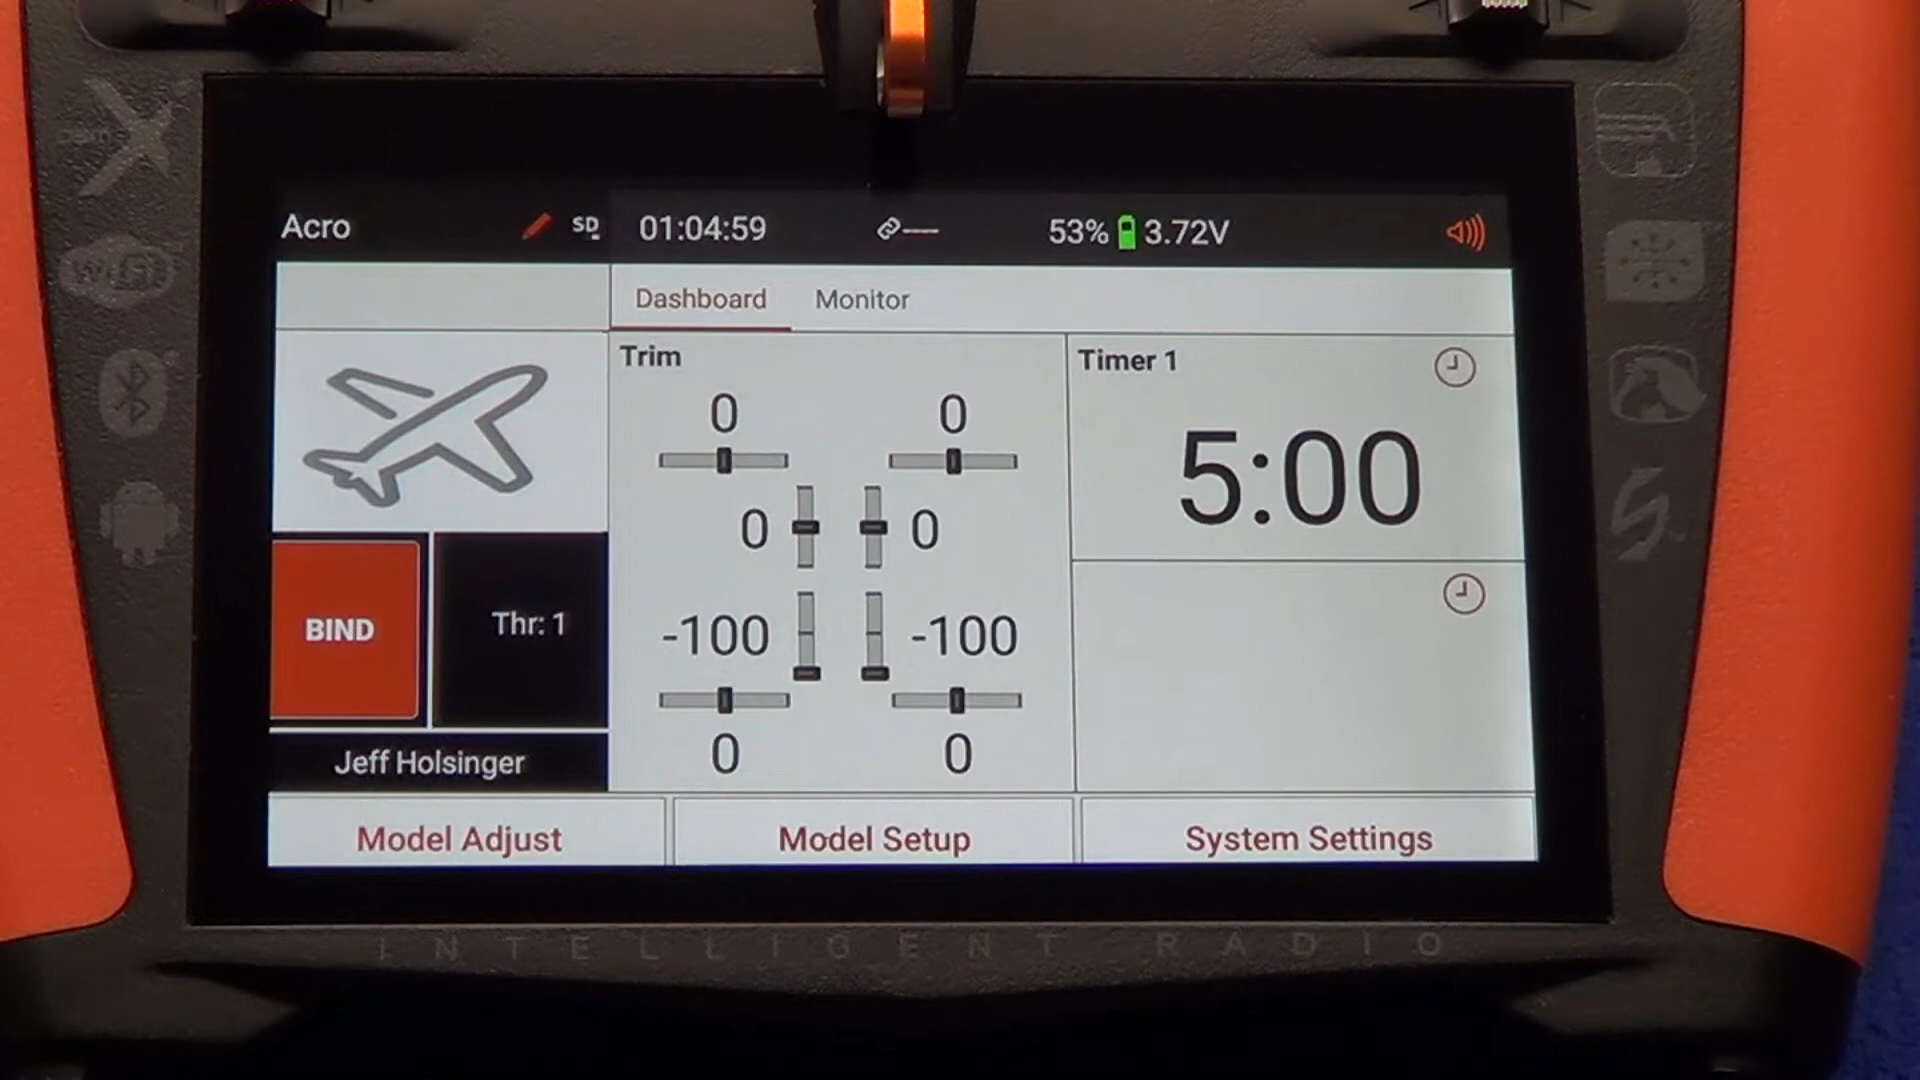 Acro SD 01:04:59 53% 3.72V
Dashboard Monitor
Trim
0 0
0 0
-100 -100
0 0
Timer 1
5:00
BIND
Thr: 1
Jeff Holsinger
Model Adjust Model Setup System Settings
WiFi
INTELLIGENT RADIO